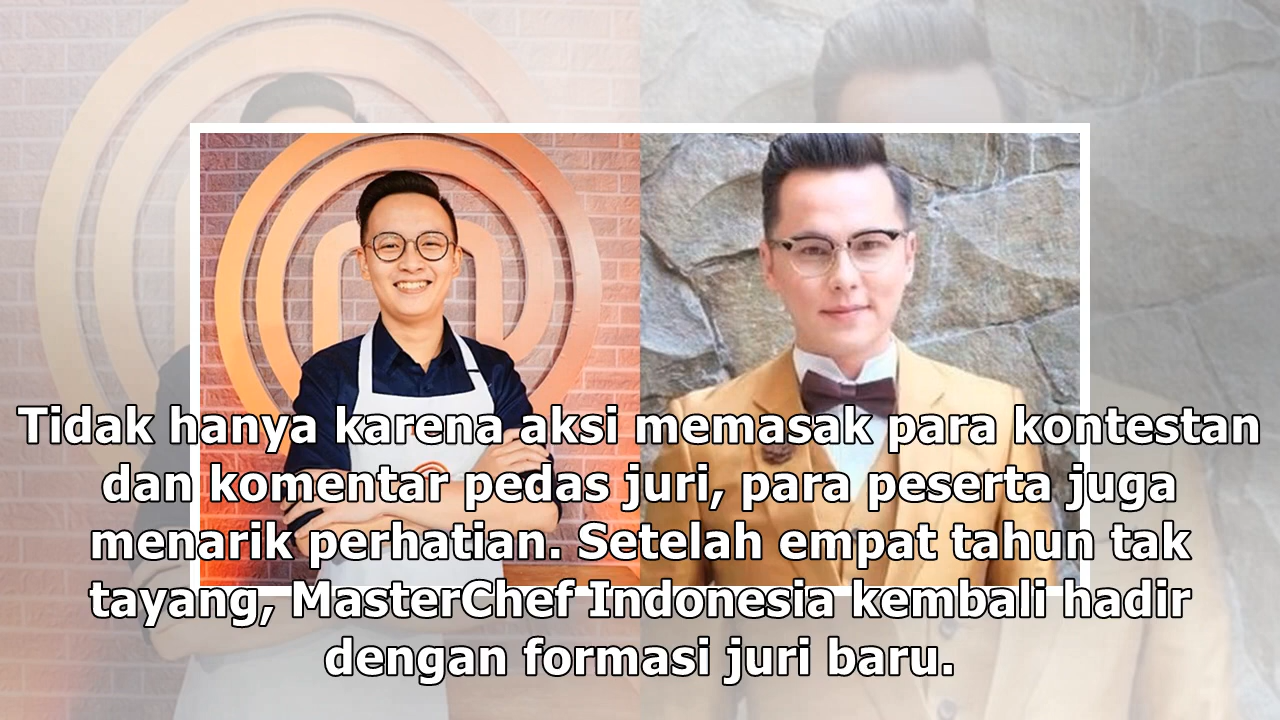 Tidak hanya karena aksi memasak para kontestan
dan komentar pedas juri, para peserta juga
menarik perhatian. Setelah empat tahun tak
tayang, MasterChef Indonesia kembali hadir
dengan formasi juri baru.